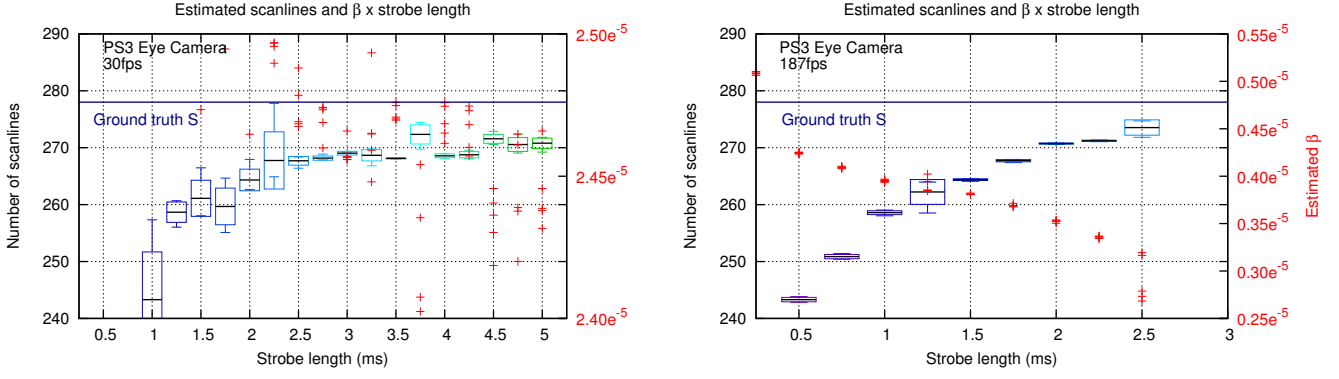 Estimated scanlines and β x strobe length
290
280
270
260
250
240
Number of scanlines
PS3 Eye Camera
30fps
Ground truth S
2.50e-5
2.45e-5
2.40e-5
0.5 1 1.5 2 2.5 3 3.5 4 4.5 5
Strobe length (ms)
Estimated scanlines and β x strobe length
290
280
270
260
250
240
Number of scanlines
PS3 Eye Camera
187fps
Ground truth S
0.55e-5
0.50e-5
0.45e-5
0.40e-5
0.35e-5
0.30e-5
0.25e-5
Estimated β
0.5 1 1.5 2 2.5 3
Strobe length (ms)